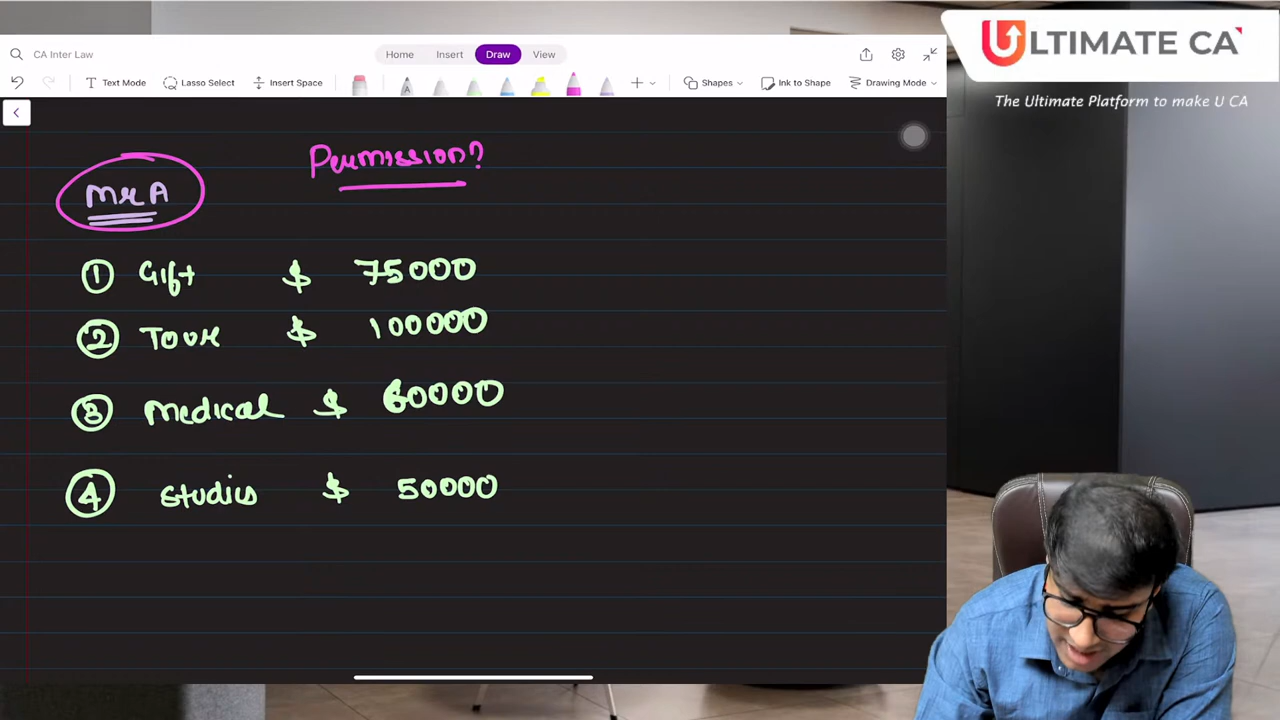 ULTIMATE CA
The Ultimate Platform to make U CA
CA Inter Law
Home Insert Draw View
Text Mode Lasso Select Insert Space Shapes Ink to Shape Drawing Mode
Permission?
Mr A
① Gift $ 75000
② Tour $ 100000
③ Medical $ 60000
④ Studies $ 50000